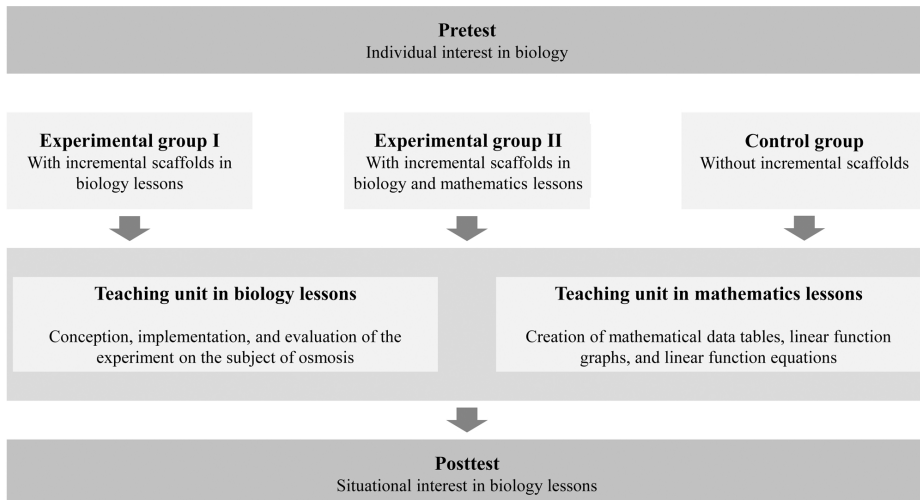 Pretest
Individual interest in biology
Experimental group I
With incremental scaffolds in
biology lessons
Experimental group II
With incremental scaffolds in
biology and mathematics lessons
Control group
Without incremental scaffolds
Teaching unit in biology lessons
Conception, implementation, and evaluation of the
experiment on the subject of osmosis
Teaching unit in mathematics lessons
Creation of mathematical data tables, linear function
graphs, and linear function equations
Posttest
Situational interest in biology lessons